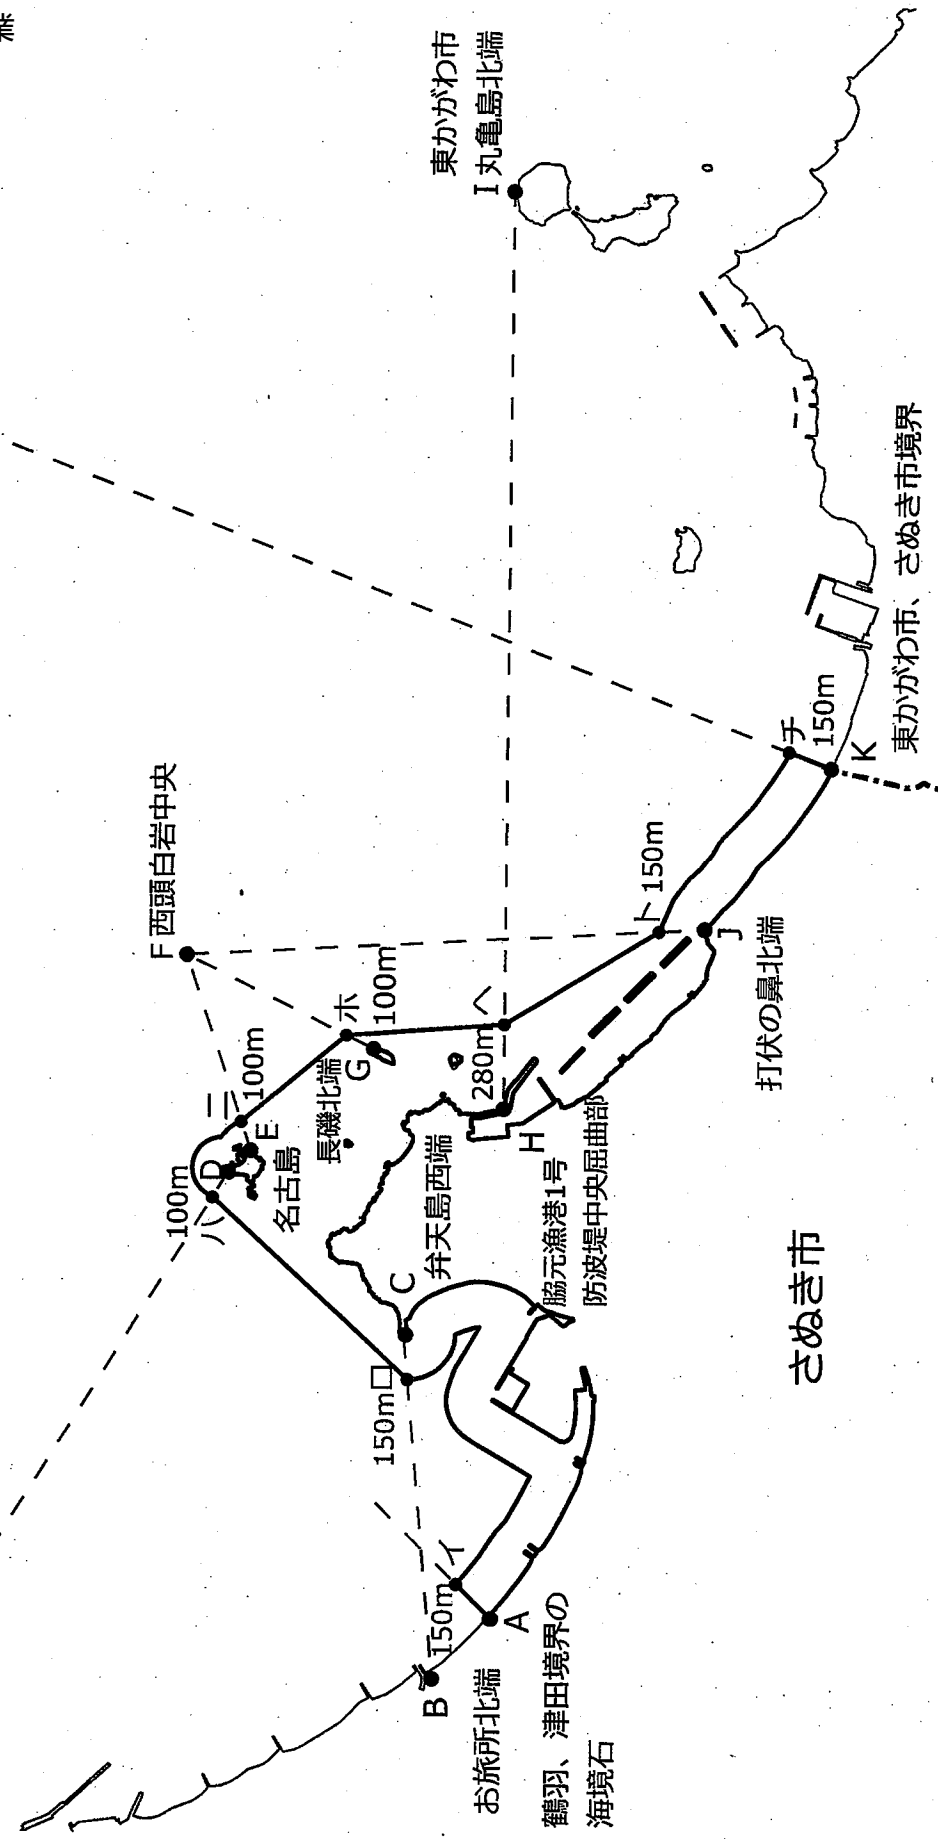 業
東かがわ市
I 丸亀島北端
F 西頭白岩中央
100m
ハ
D
ニ
100m
E
名古島
ホ
100m
G
長磯北端
C
弁天島西端
150m ロ
ヘ
280m
H
脇元漁港1号
防波堤中央屈曲部
ト 150m
J
打伏の鼻北端
チ
150m
K
東かがわ市、さぬき市境界
イ
150m
A
B
お旅所北端
鶴羽、津田境界の
海境石
さぬき市